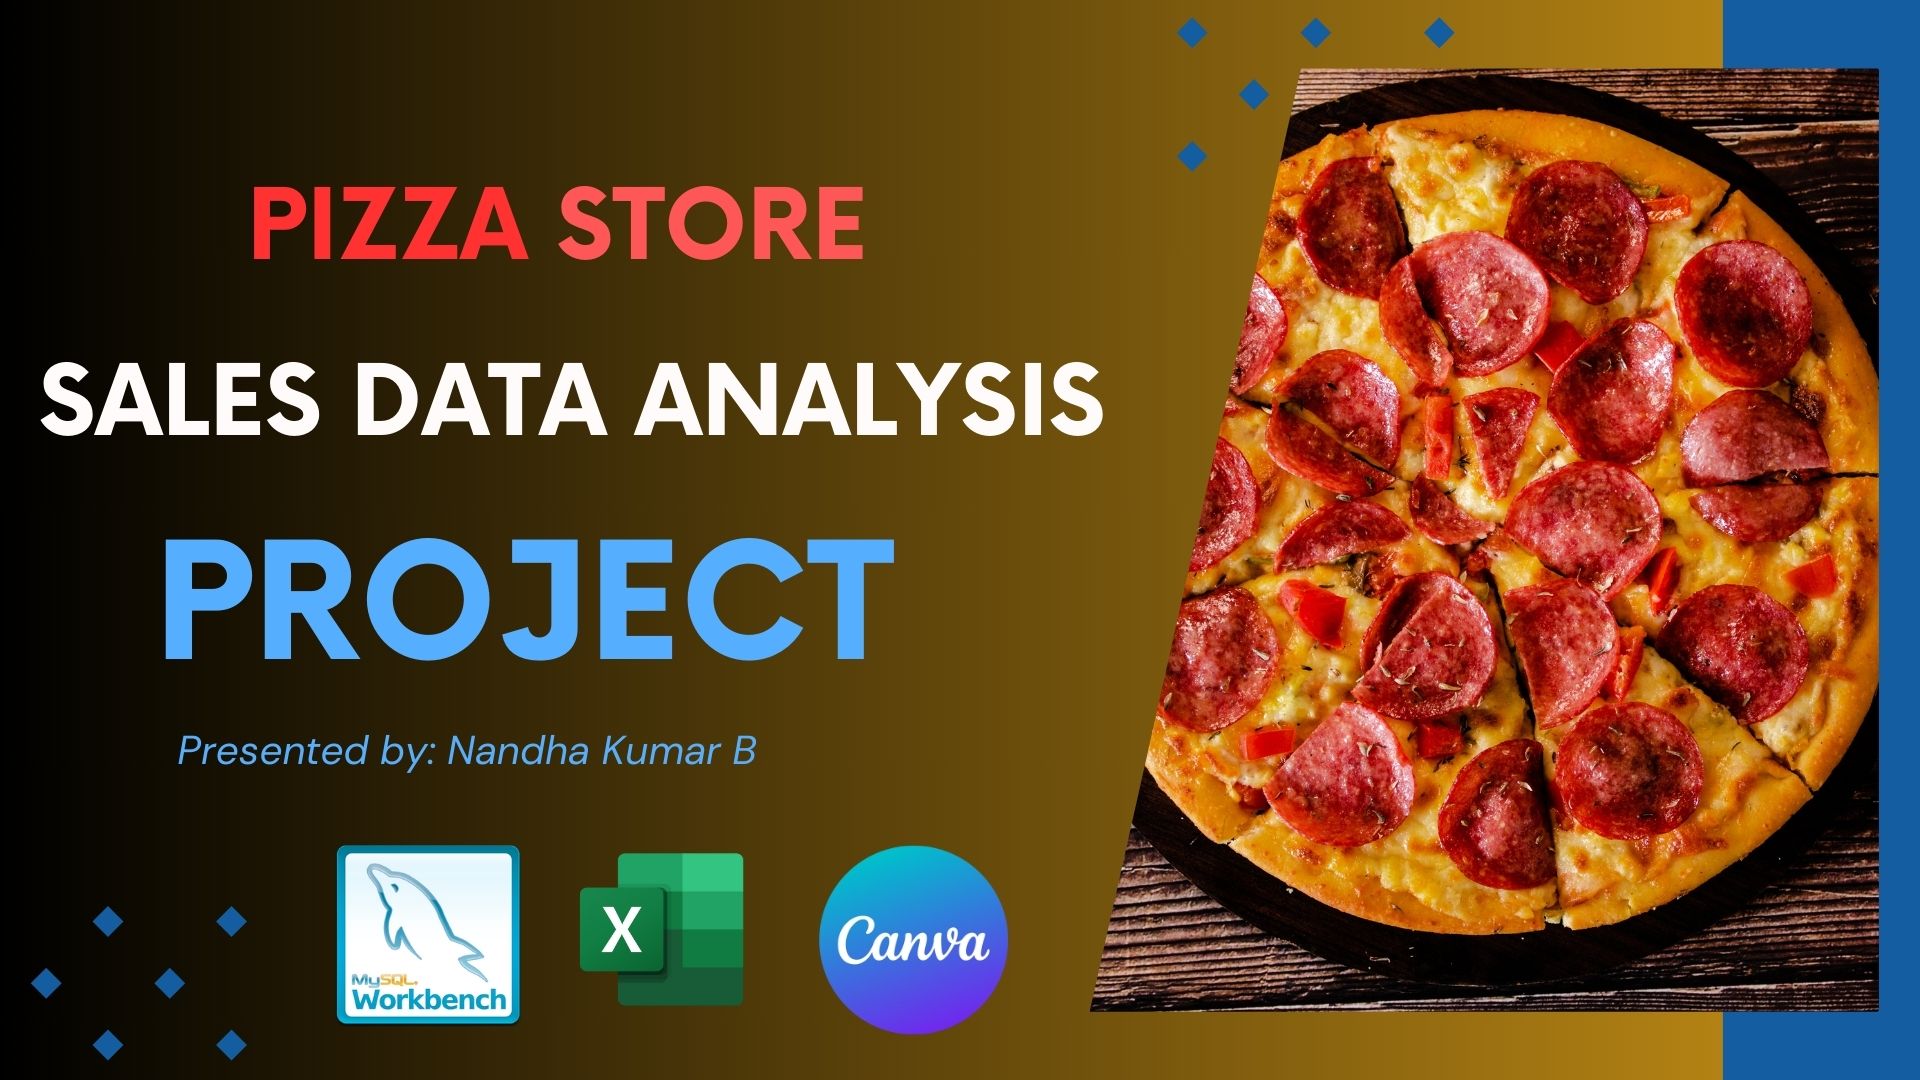 PIZZA STORE
SALES DATA ANALYSIS
PROJECT
Presented by: Nandha Kumar B
MySQL.
Workbench
X
Canva